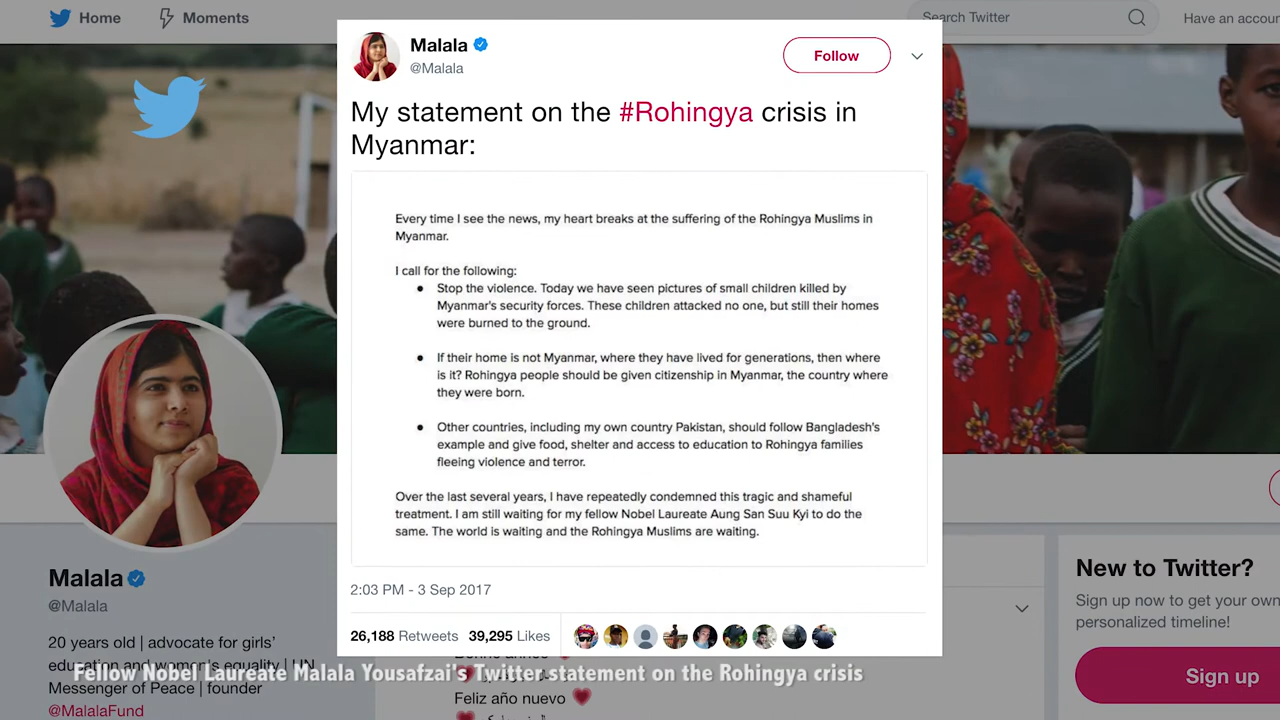 Home
Moments
Search Twitter
Have an accou
Malala
@Malala
Follow
My statement on the #Rohingya crisis in
Myanmar:
Every time I see the news, my heart breaks at the suffering of the Rohingya Muslims in
Myanmar.
I call for the following:
• Stop the violence. Today we have seen pictures of small children killed by
Myanmar's security forces. These children attacked no one, but still their homes
were burned to the ground.
• If their home is not Myanmar, where they have lived for generations, then where
is it? Rohingya people should be given citizenship in Myanmar, the country where
they were born.
• Other countries, including my own country Pakistan, should follow Bangladesh's
example and give food, shelter and access to education to Rohingya families
fleeing violence and terror.
Over the last several years, I have repeatedly condemned this tragic and shameful
treatment. I am still waiting for my fellow Nobel Laureate Aung San Suu Kyi to do the
same. The world is waiting and the Rohingya Muslims are waiting.
2:03 PM - 3 Sep 2017
26,188 Retweets 39,295 Likes
Malala
@Malala
20 years old | advocate for girls'
education and women's equality | UN
Messenger of Peace | founder
@MalalaFund
Feliz año nuevo
New to Twitter?
Sign up now to get your own
personalized timeline!
Sign up
Fellow Nobel Laureate Malala Yousafzai's Twitter statement on the Rohingya crisis